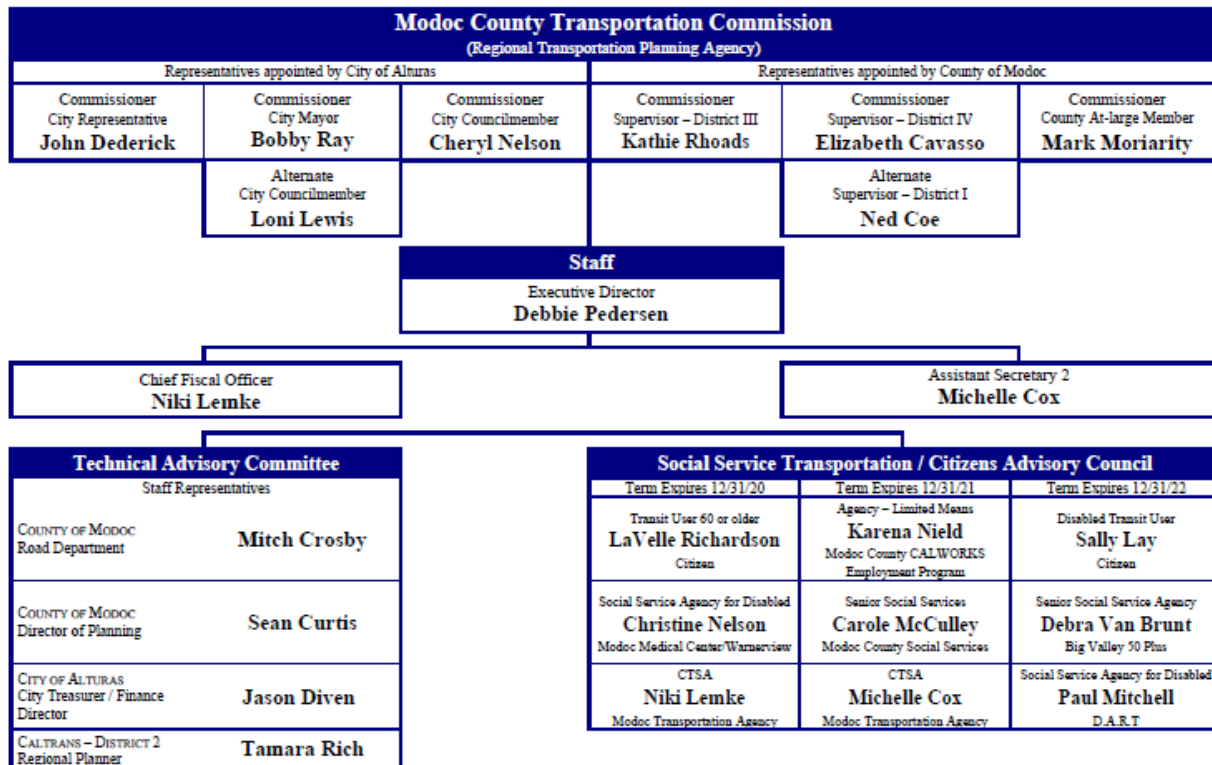 Modoc County Transportation Commission
(Regional Transportation Planning Agency)
Representatives appointed by City of Alturas
Representatives appointed by County of Modoc
Commissioner
City Representative
John Dederick
Commissioner
City Mayor
Bobby Ray
Commissioner
City Councilmember
Cheryl Nelson
Commissioner
Supervisor – District III
Kathie Rhoads
Commissioner
Supervisor – District IV
Elizabeth Cavasso
Commissioner
County At-large Member
Mark Moriarity
Alternate
City Councilmember
Loni Lewis
Alternate
Supervisor – District I
Ned Coe
Staff
Executive Director
Debbie Pedersen
Chief Fiscal Officer
Niki Lemke
Assistant Secretary 2
Michelle Cox
Technical Advisory Committee
Staff Representatives
COUNTY OF MODOC
Road Department
Mitch Crosby
COUNTY OF MODOC
Director of Planning
Sean Curtis
CITY OF ALTURAS
City Treasurer / Finance
Director
Jason Diven
CALTRANS – DISTRICT 2
Regional Planner
Tamara Rich
Social Service Transportation / Citizens Advisory Council
Term Expires 12/31/20
Term Expires 12/31/21
Term Expires 12/31/22
Transit User 60 or older
LaVelle Richardson
Citizen
Agency – Limited Means
Karena Nield
Modoc County CALWORKS
Employment Program
Disabled Transit User
Sally Lay
Citizen
Social Service Agency for Disabled
Christine Nelson
Modoc Medical Center/Warnerview
Senior Social Services
Carole McCulley
Modoc County Social Services
Senior Social Service Agency
Debra Van Brunt
Big Valley 50 Plus
CTSA
Niki Lemke
Modoc Transportation Agency
CTSA
Michelle Cox
Modoc Transportation Agency
Social Service Agency for Disabled
Paul Mitchell
D.A.R.T